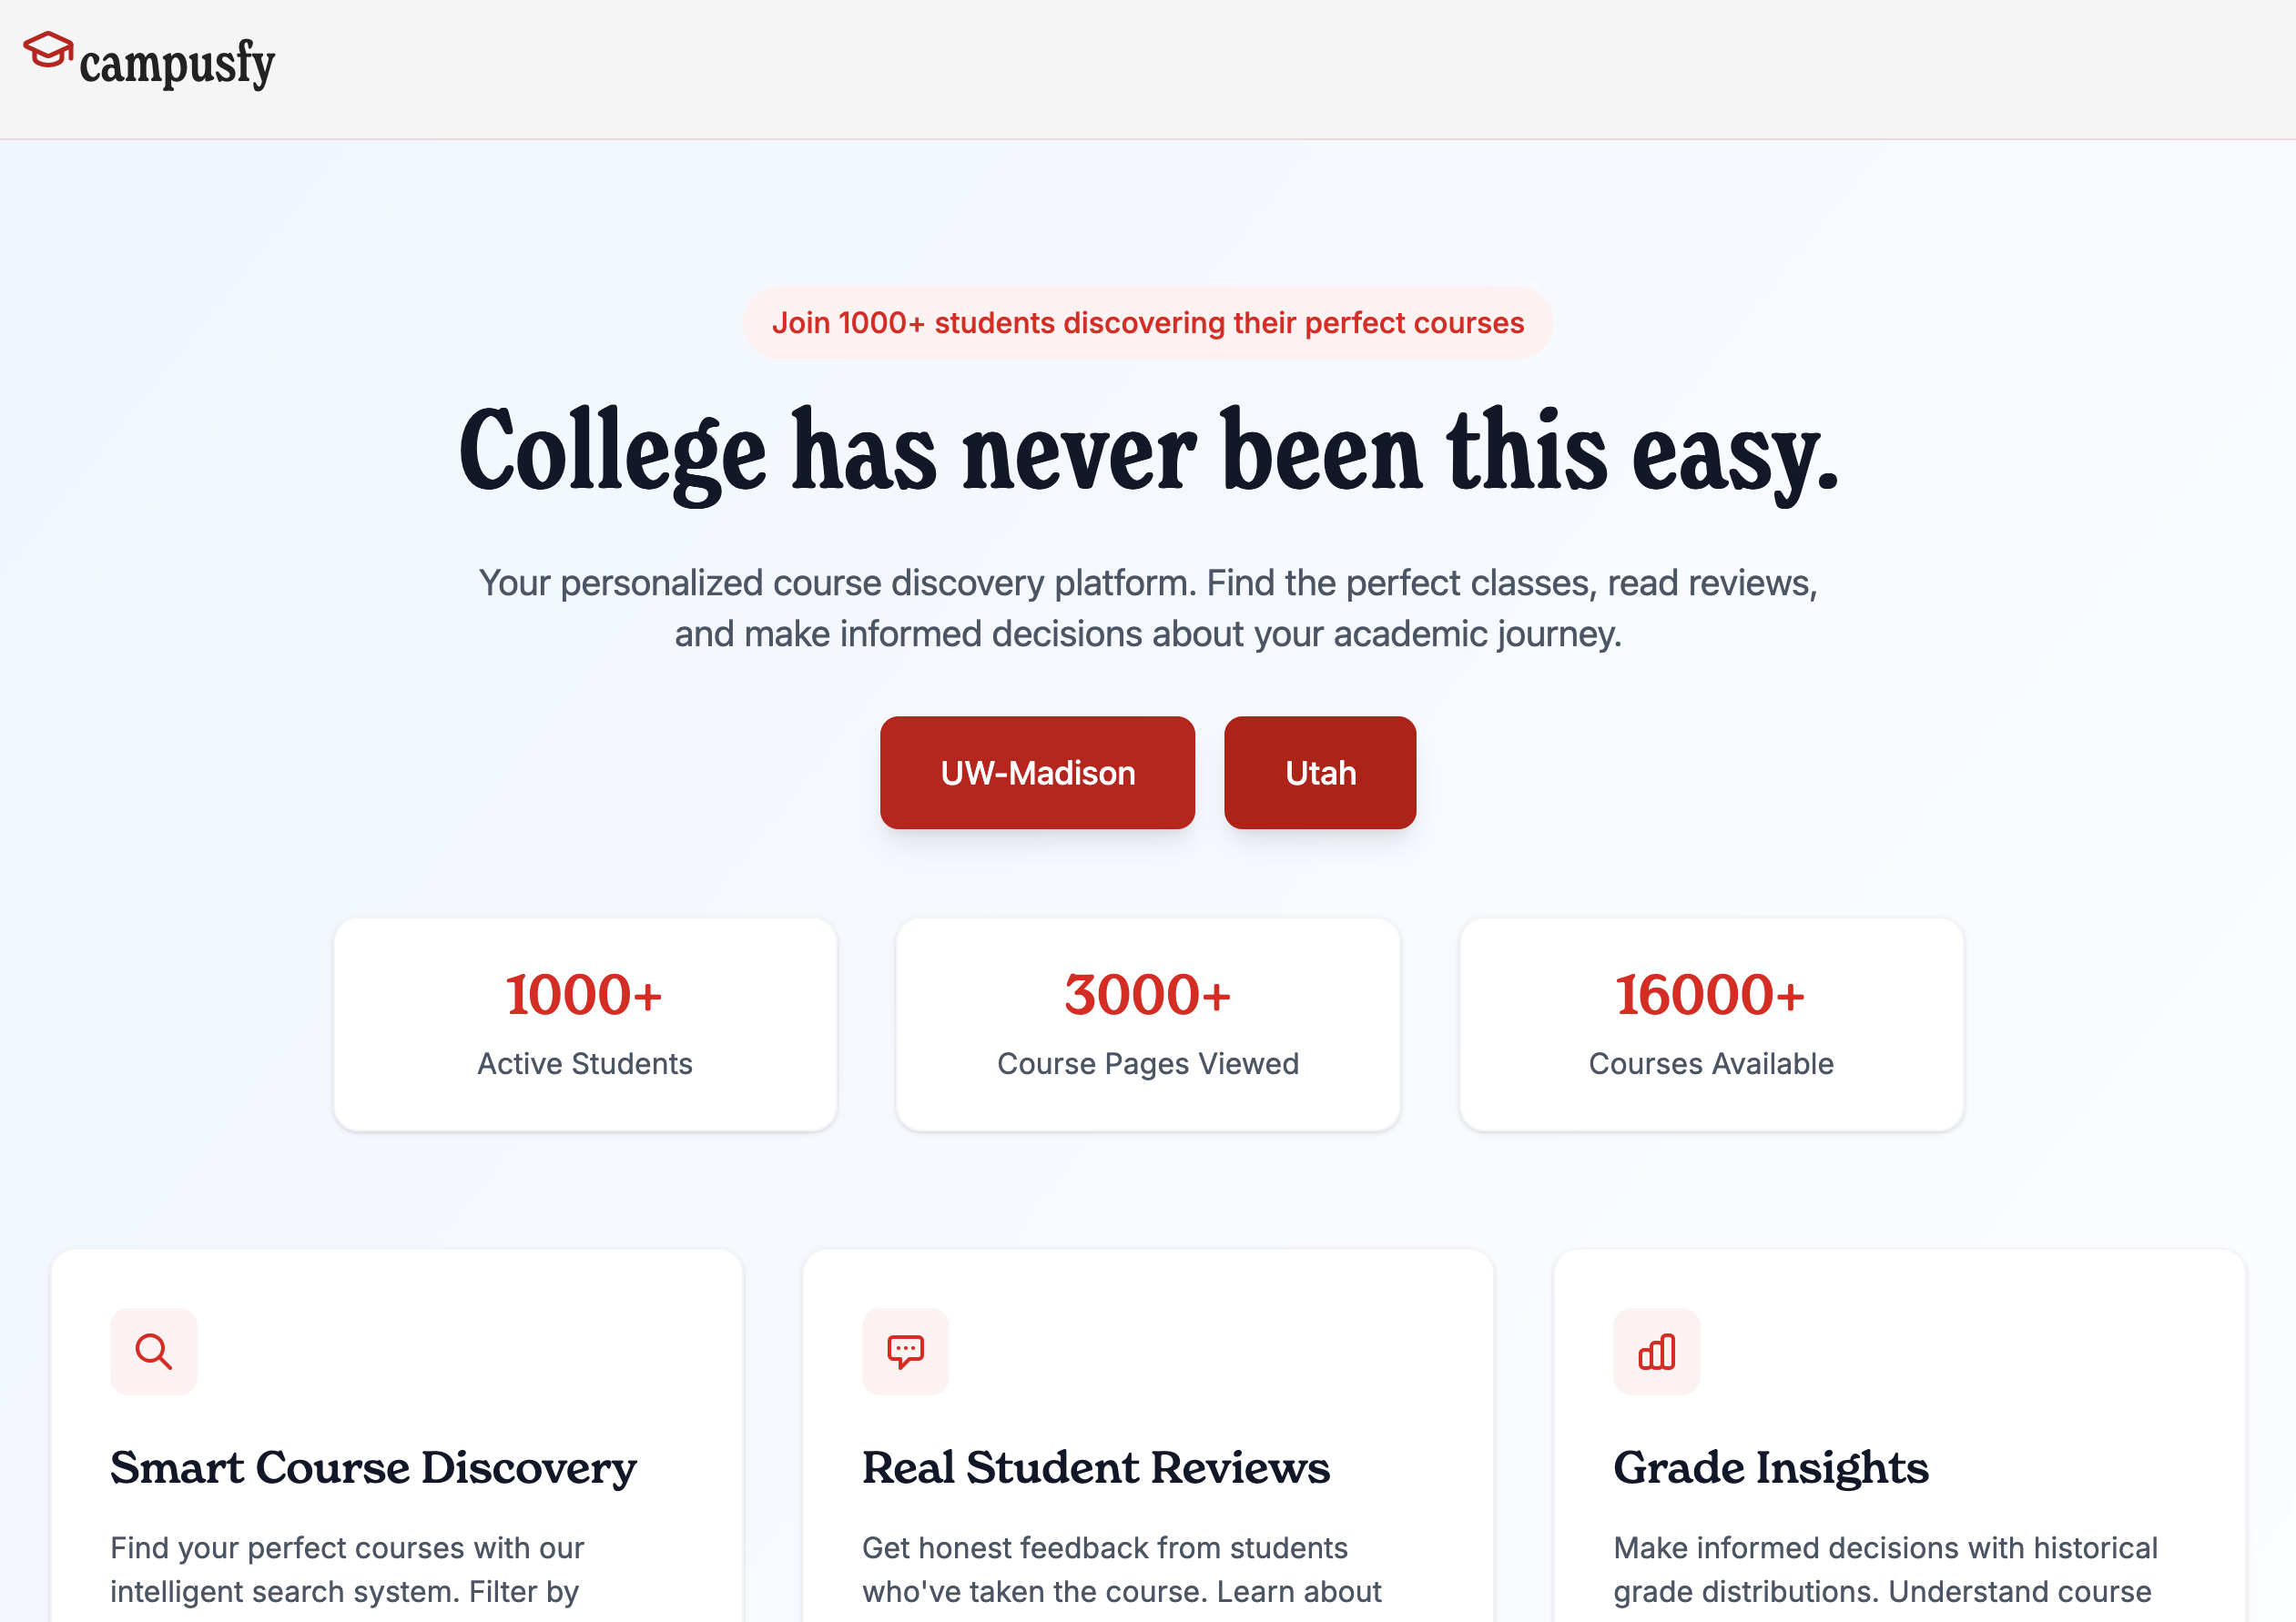 campusfy
Join 1000+ students discovering their perfect courses
College has never been this easy.
Your personalized course discovery platform. Find the perfect classes, read reviews,
and make informed decisions about your academic journey.
UW-Madison
Utah
1000+
Active Students
3000+
Course Pages Viewed
16000+
Courses Available
Smart Course Discovery
Find your perfect courses with our
intelligent search system. Filter by
Real Student Reviews
Get honest feedback from students
who've taken the course. Learn about
Grade Insights
Make informed decisions with historical
grade distributions. Understand course